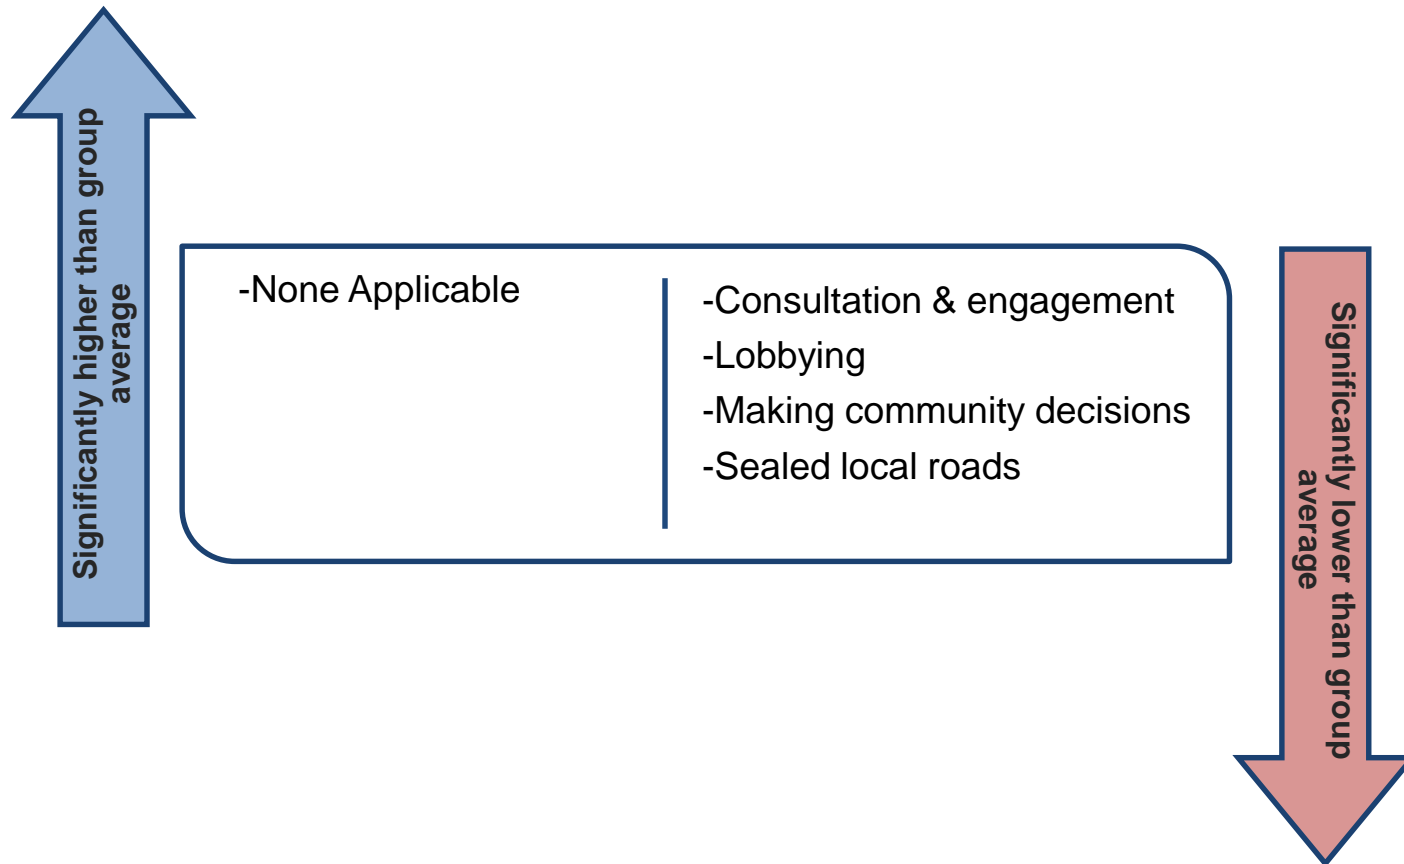 Significantly higher than group
average
-None Applicable
-Consultation & engagement
-Lobbying
-Making community decisions
-Sealed local roads
Significantly lower than group
average